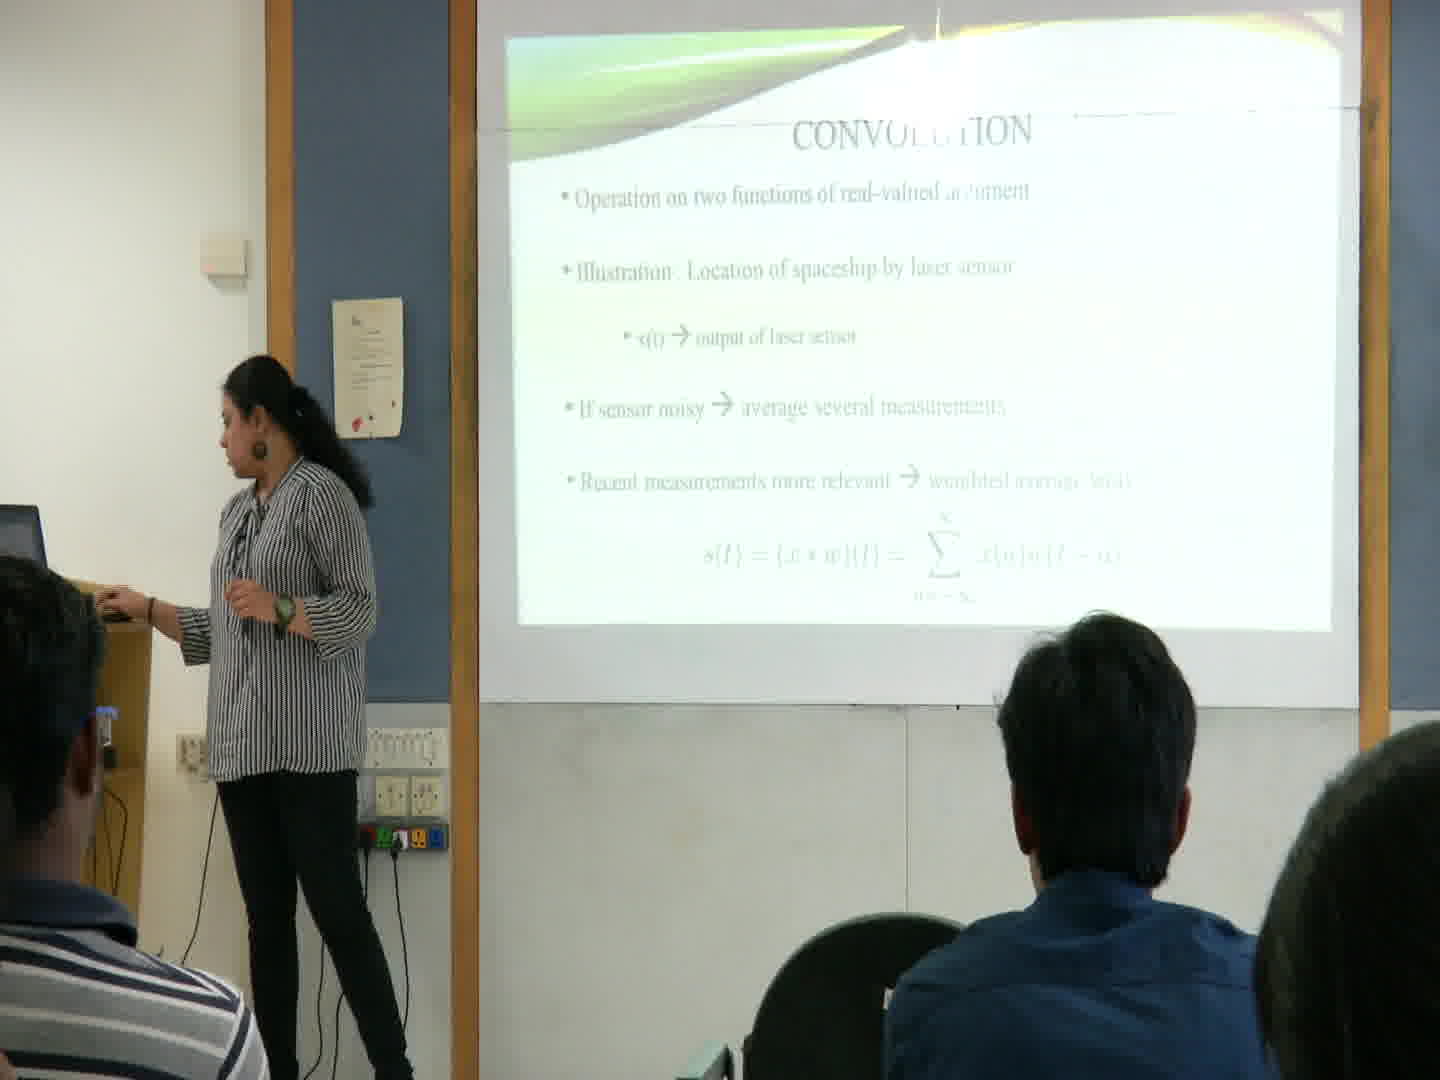 CONVOLUTION
• Operation on two functions of real-valued argument
• Illustration : Location of spaceship by laser sensor
• x(t) → output of laser sensor
• If sensor noisy → average several measurements
• Recent measurements more relevant → weighted average
s(t) = (x * w)(t) = ∑ x(a)w(t − a)